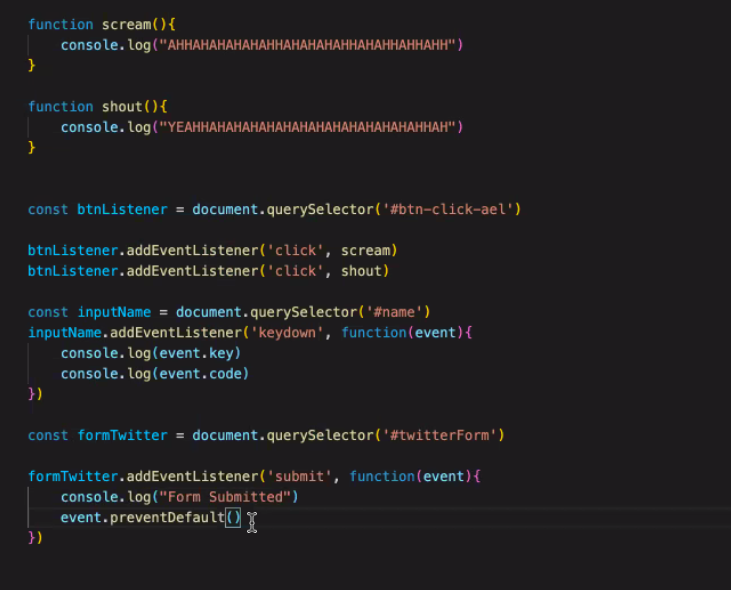 function scream(){
console.log("AHHAHAHAHAHAHHAHAHAHAHHAHAHHAHHAHH")
}
function shout(){
console.log("YEAHHAHAHAHAHAHAHAHAHAHAHAHAHAHHAH")
}
const btnListener = document.querySelector('#btn-click-ael')
btnListener.addEventListener('click', scream)
btnListener.addEventListener('click', shout)
const inputName = document.querySelector('#name')
inputName.addEventListener('keydown', function(event){
console.log(event.key)
console.log(event.code)
})
const formTwitter = document.querySelector('#twitterForm')
formTwitter.addEventListener('submit', function(event){
console.log("Form Submitted")
event.preventDefault()
})